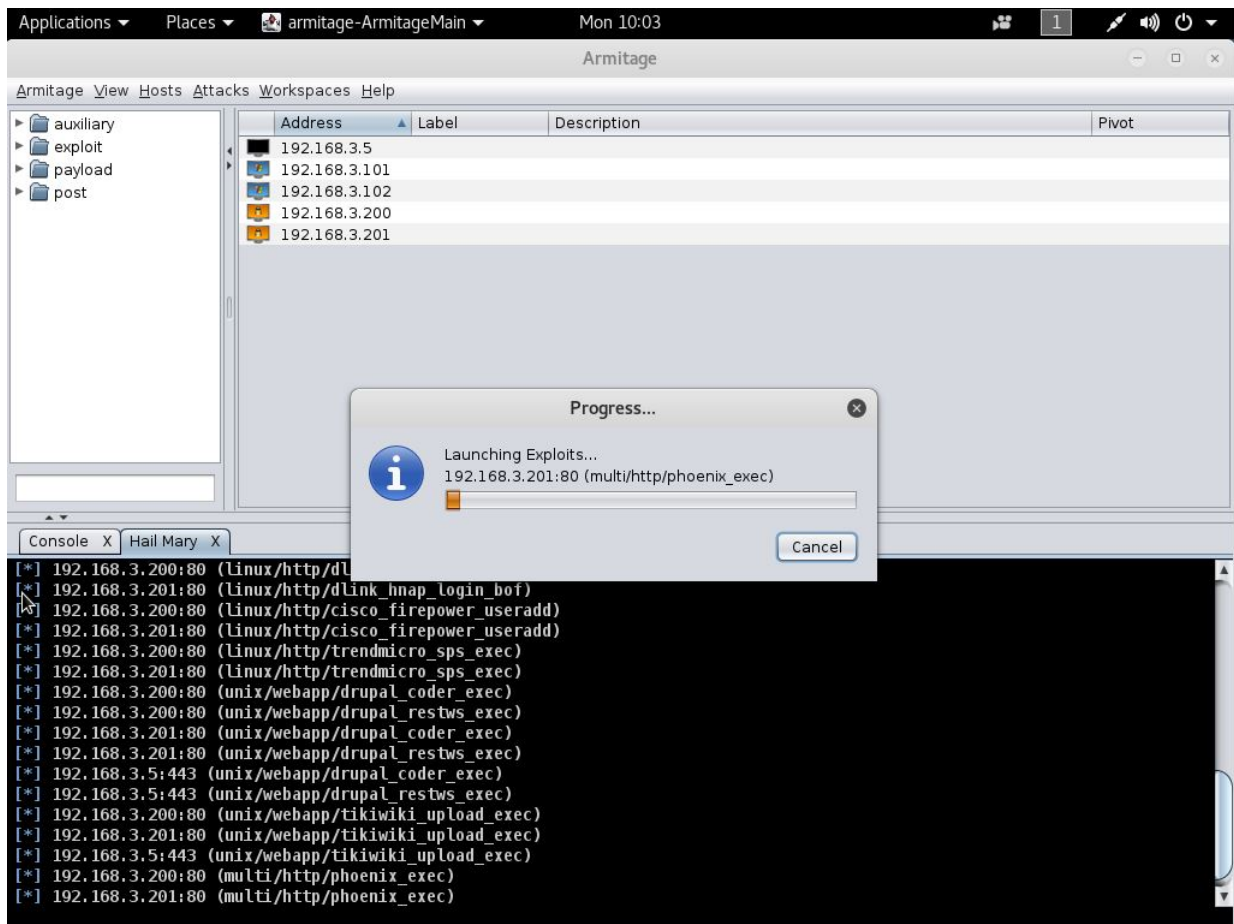 Applications Places armitage-ArmitageMain Mon 10:03 1
Armitage
Armitage View Hosts Attacks Workspaces Help
auxiliary
exploit
payload
post
Address Label Description Pivot
192.168.3.5
192.168.3.101
192.168.3.102
192.168.3.200
192.168.3.201
Progress...
Launching Exploits...
192.168.3.201:80 (multi/http/phoenix_exec)
Cancel
Console X Hail Mary X
[*] 192.168.3.200:80 (linux/http/dl
[*] 192.168.3.201:80 (linux/http/dlink_hnap_login_bof)
[*] 192.168.3.200:80 (linux/http/cisco_firepower_useradd)
[*] 192.168.3.201:80 (linux/http/cisco_firepower_useradd)
[*] 192.168.3.200:80 (linux/http/trendmicro_sps_exec)
[*] 192.168.3.201:80 (linux/http/trendmicro_sps_exec)
[*] 192.168.3.200:80 (unix/webapp/drupal_coder_exec)
[*] 192.168.3.200:80 (unix/webapp/drupal_restws_exec)
[*] 192.168.3.201:80 (unix/webapp/drupal_coder_exec)
[*] 192.168.3.201:80 (unix/webapp/drupal_restws_exec)
[*] 192.168.3.5:443 (unix/webapp/drupal_coder_exec)
[*] 192.168.3.5:443 (unix/webapp/drupal_restws_exec)
[*] 192.168.3.200:80 (unix/webapp/tikiwiki_upload_exec)
[*] 192.168.3.201:80 (unix/webapp/tikiwiki_upload_exec)
[*] 192.168.3.5:443 (unix/webapp/tikiwiki_upload_exec)
[*] 192.168.3.200:80 (multi/http/phoenix_exec)
[*] 192.168.3.201:80 (multi/http/phoenix_exec)